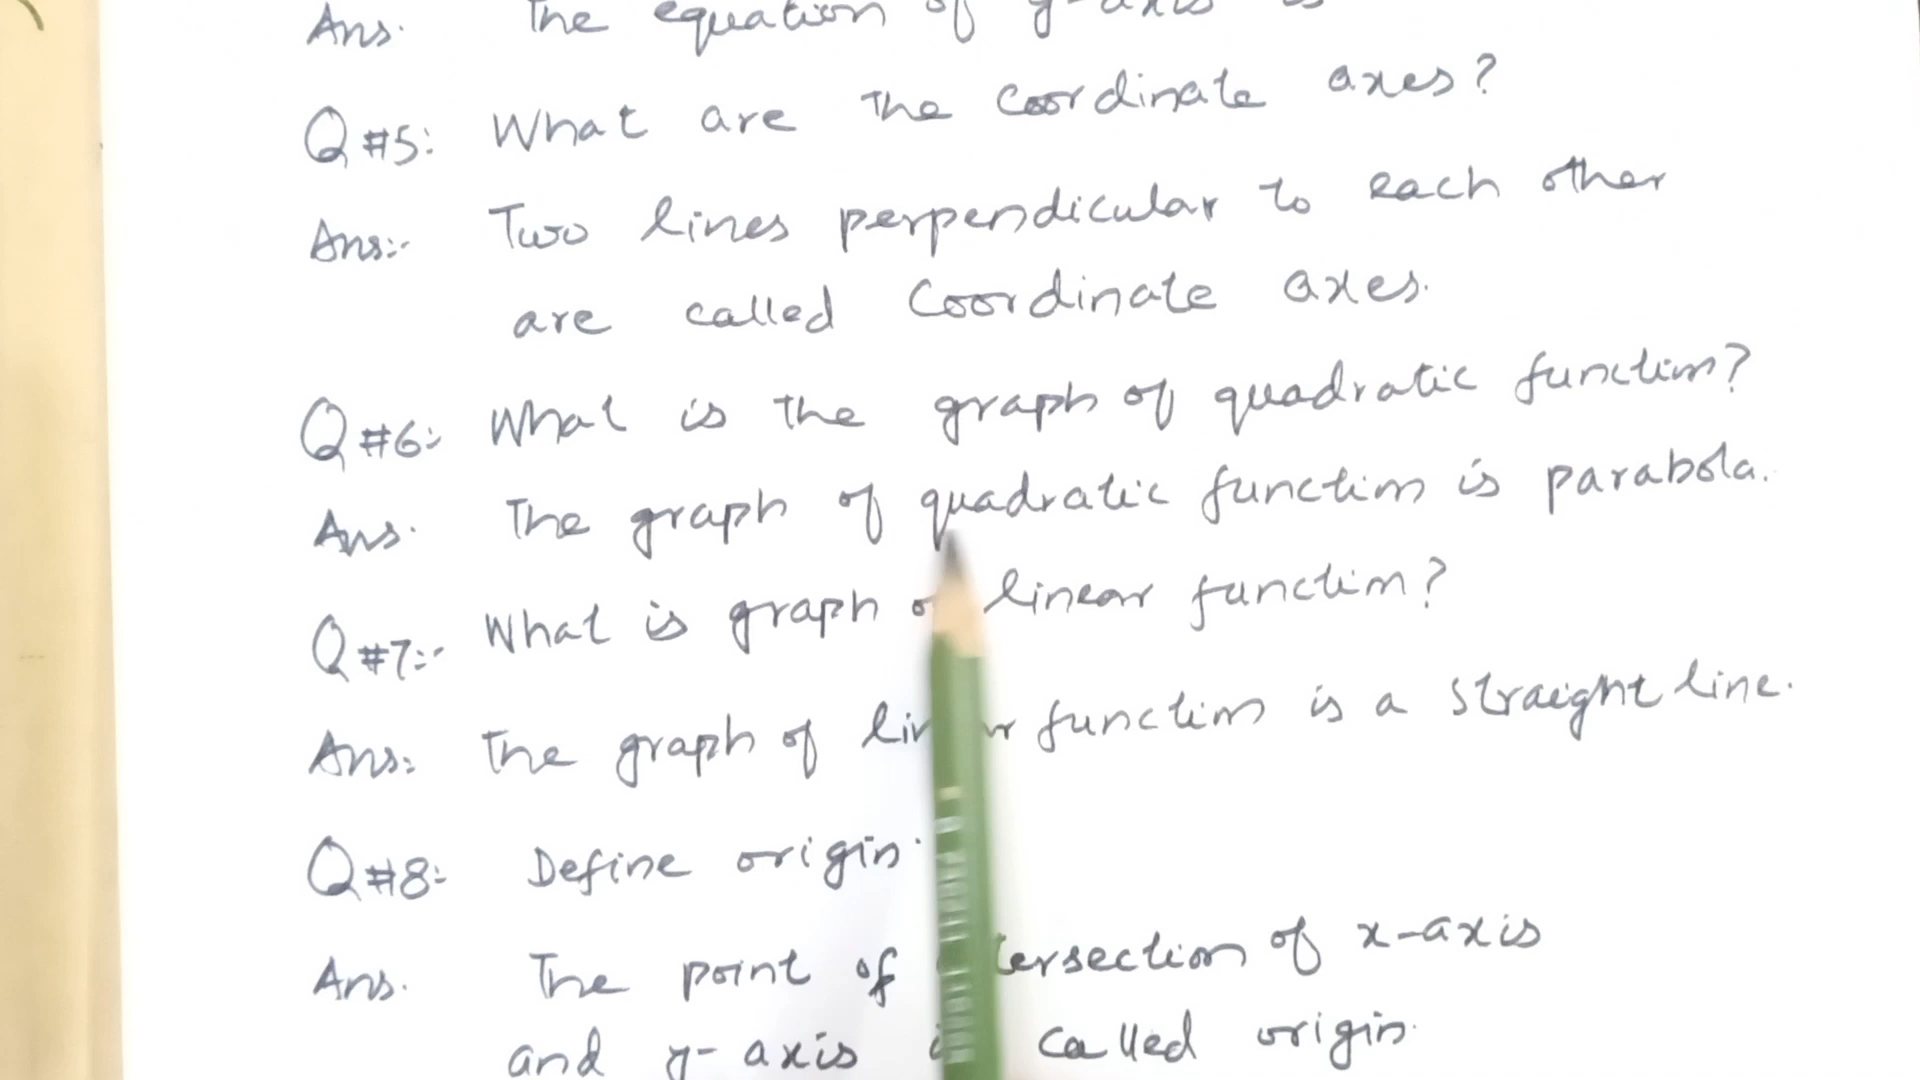 Ans. The equation of y-axis is
Q#5: What are the coordinate axes?
Ans:- Two lines perpendicular to each other
are called Coordinate axes.
Q#6:- What is the graph of quadratic function?
Ans. The graph of quadratic function is parabola.
Q#7:- What is graph linear function?
Ans: The graph of function is a straight line.
Q#8:- Define origin.
Ans. The point of x-axis
and y-axis called origin.